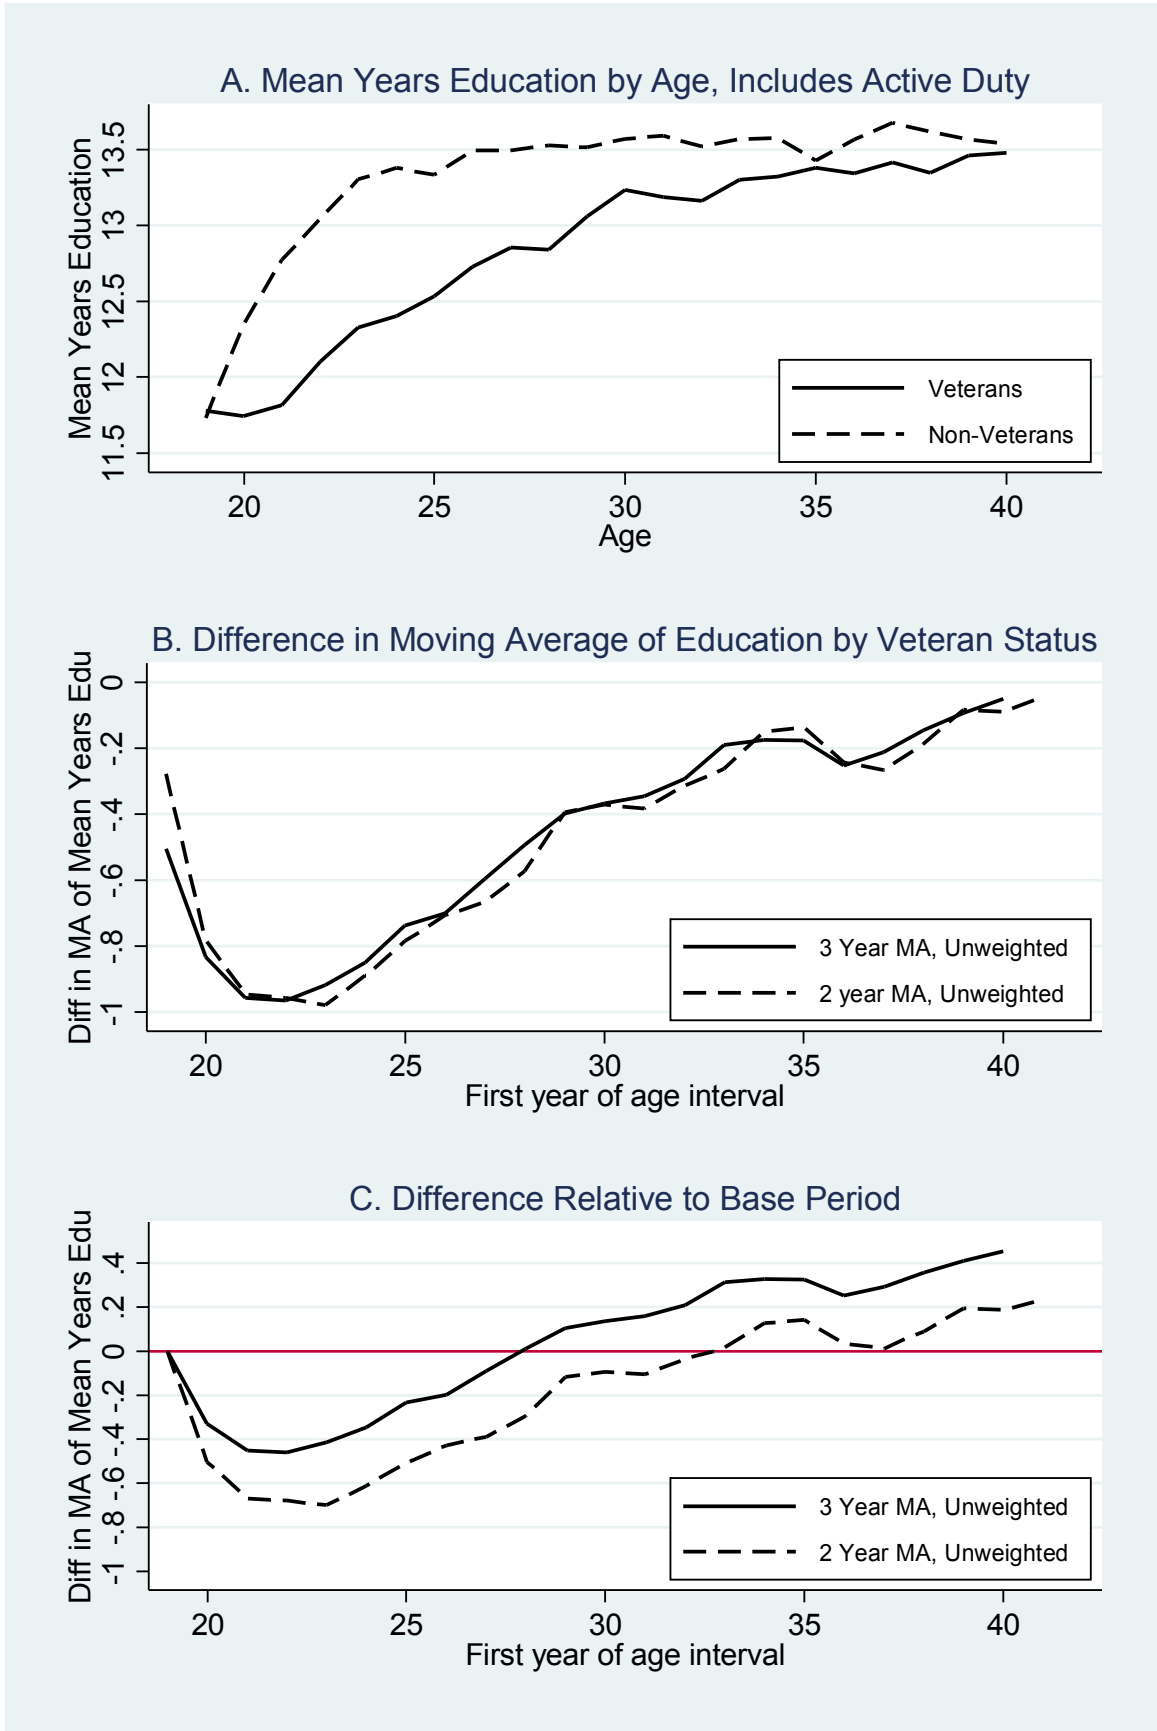 A. Mean Years Education by Age, Includes Active Duty
Mean Years Education
13.5
13
12.5
12
11.5
Veterans
Non-Veterans
20 25 30 35 40
Age
B. Difference in Moving Average of Education by Veteran Status
Diff in MA of Mean Years Edu
0
-.2
-.4
-.6
-.8
-1
3 Year MA, Unweighted
2 year MA, Unweighted
20 25 30 35 40
First year of age interval
C. Difference Relative to Base Period
Diff in MA of Mean Years Edu
.4
.2
0
-.2
-.4
-.6
-.8
-1
3 Year MA, Unweighted
2 Year MA, Unweighted
20 25 30 35 40
First year of age interval